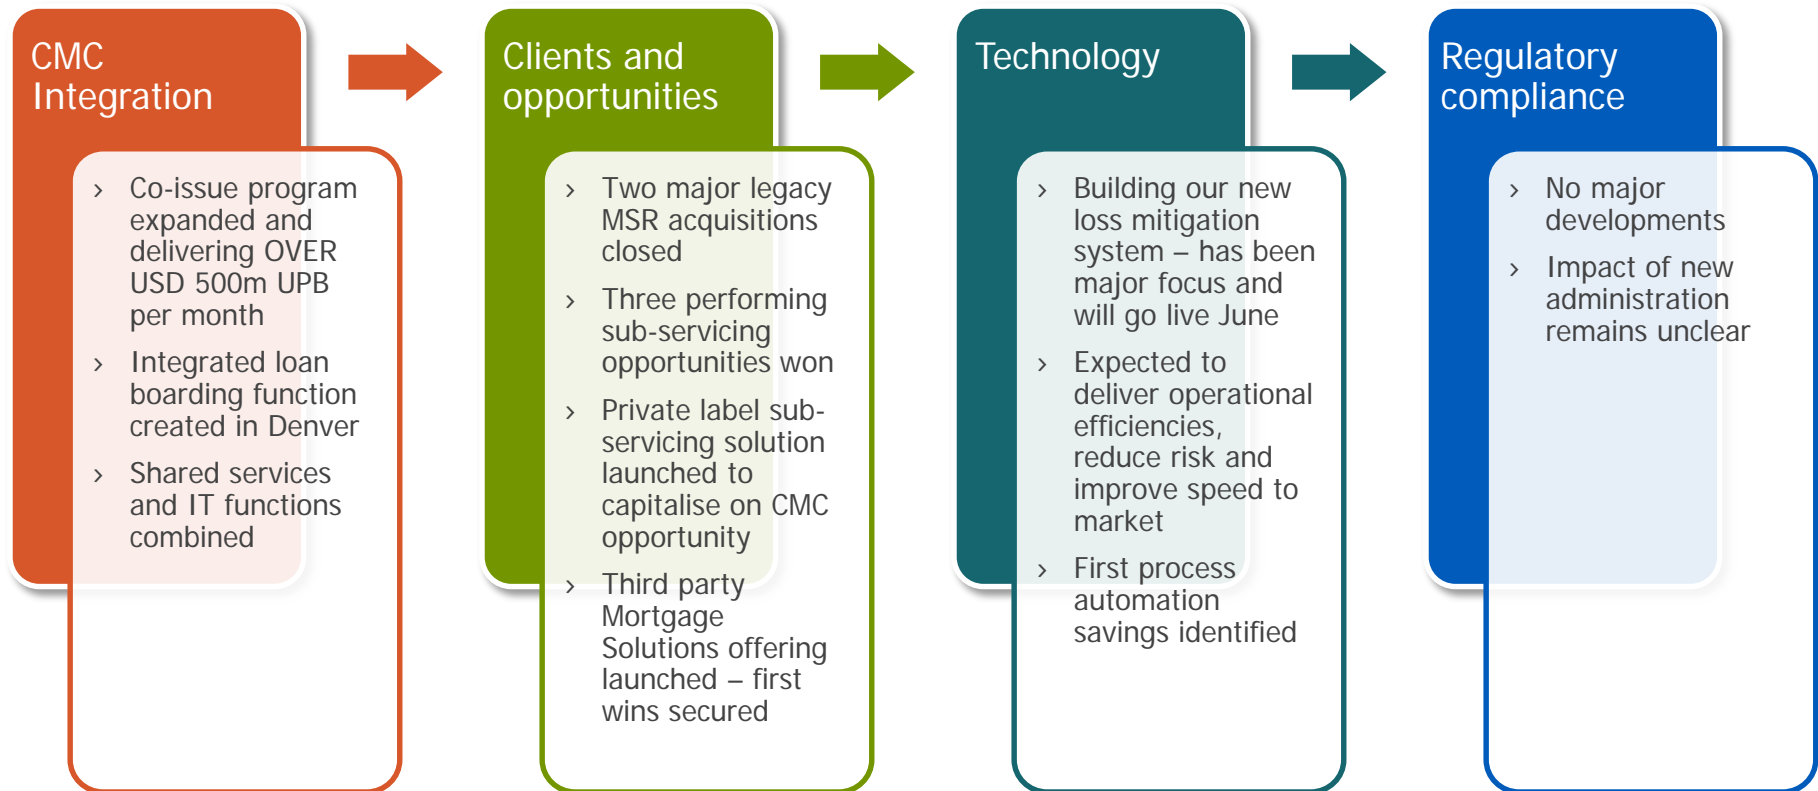 CMC
Integration
› Co-issue program
expanded and
delivering OVER
USD 500m UPB
per month
› Integrated loan
boarding function
created in Denver
› Shared services
and IT functions
combined
Clients and
opportunities
› Two major legacy
MSR acquisitions
closed
› Three performing
sub-servicing
opportunities won
› Private label sub-
servicing solution
launched to
capitalise on CMC
opportunity
› Third party
Mortgage
Solutions offering
launched – first
wins secured
Technology
› Building our new
loss mitigation
system – has been
major focus and
will go live June
› Expected to
deliver operational
efficiencies,
reduce risk and
improve speed to
market
› First process
automation
savings identified
Regulatory
compliance
› No major
developments
› Impact of new
administration
remains unclear